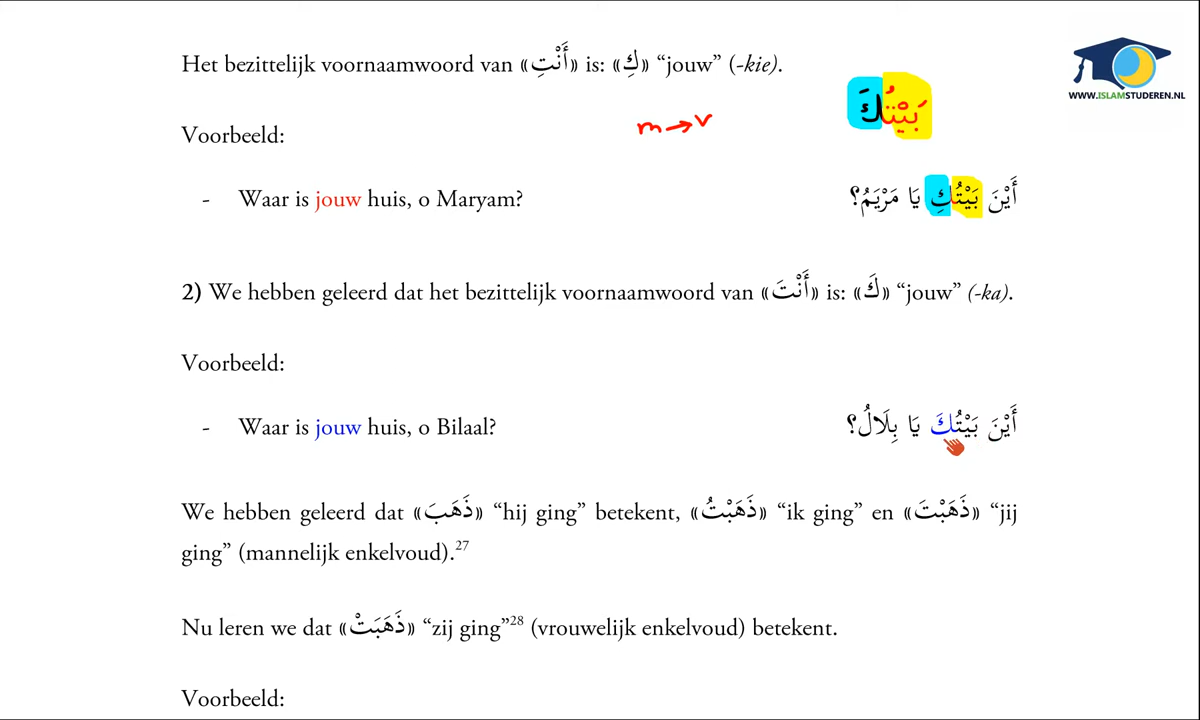 Het bezittelijk voornaamwoord van «أَنْتِ» is: «كِ» “jouw” (-kie).
WWW.ISLAMSTUDEREN.NL
بَيْتُكَ
m → v
Voorbeeld:
- Waar is jouw huis, o Maryam? أَيْنَ بَيْتُكِ يَا مَرْيَمُ؟
2) We hebben geleerd dat het bezittelijk voornaamwoord van «أَنْتَ» is: «كَ» “jouw” (-ka).
Voorbeeld:
- Waar is jouw huis, o Bilaal? أَيْنَ بَيْتُكَ يَا بِلَالُ؟
We hebben geleerd dat «ذَهَبَ» “hij ging” betekent, «ذَهَبْتُ» “ik ging” en «ذَهَبْتَ» “jij
ging” (mannelijk enkelvoud).27
Nu leren we dat «ذَهَبَتْ» “zij ging”28 (vrouwelijk enkelvoud) betekent.
Voorbeeld: